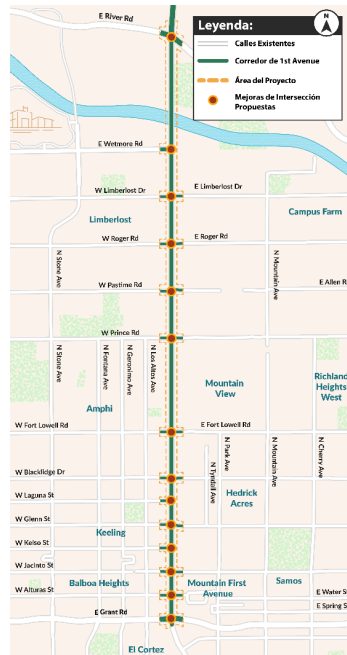 E River Rd
Leyenda:
N
Calles Existentes
Corredor de 1st Avenue
Área del Proyecto
Mejoras de Intersección
Propuestas
E Wetmore Rd
W Limberlost Dr
E Limberlost Dr
Limberlost
Campus Farm
W Roger Rd
E Roger Rd
N Stone Ave
N Mountain Ave
W Pastime Rd
E Allen R
W Prince Rd
N Stone Ave
N Fontana Ave
N Geronimo Ave
N Los Altos Ave
Mountain
View
Richland
Heights
West
Amphi
W Fort Lowell Rd
E Fort Lowell Rd
N Park Ave
N Mountain Ave
N Cherry Ave
N Tyndall Ave
W Blacklidge Dr
W Laguna St
Hedrick
Acres
W Glenn St
Keeling
W Kelso St
W Jacinto St
Balboa Heights
Mountain First
Avenue
Samos
W Alturas St
E Water S
E Spring S
E Grant Rd
El Cortez